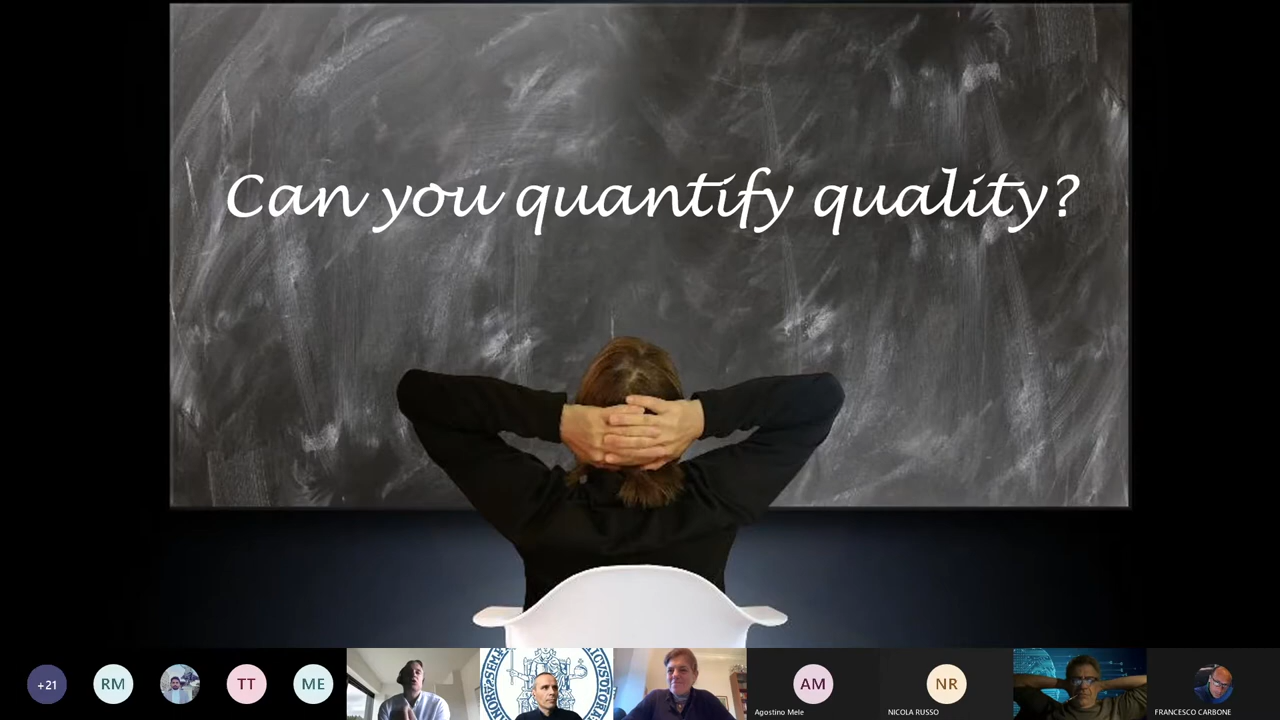 Can you quantify quality?
+21
RM
TT
ME
AM
Agostino Mele
NR
NICOLA RUSSO
FRANCESCO CARBONE